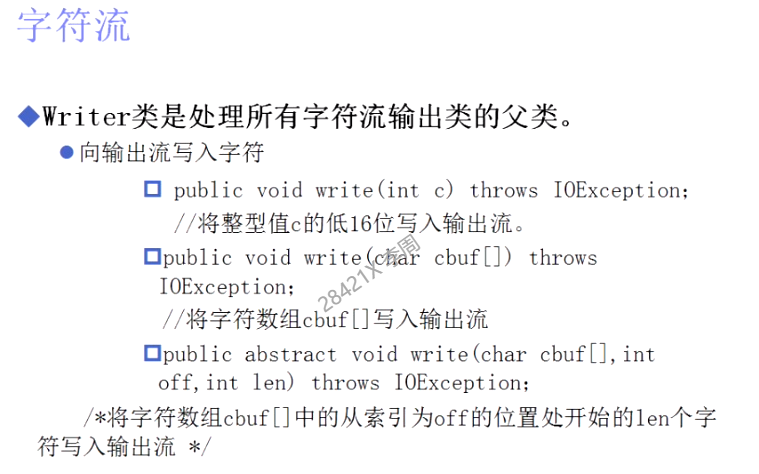 字符流
Writer类是处理所有字符流输出类的父类。
向输出流写入字符
public void write(int c) throws IOException;
//将整型值c的低16位写入输出流。
public void write(char cbuf[]) throws
IOException;
//将字符数组cbuf[]写入输出流
public abstract void write(char cbuf[],int
off,int len) throws IOException;
/*将字符数组cbuf[]中的从索引为off的位置处开始的len个字
符写入输出流 */
28421X 李周